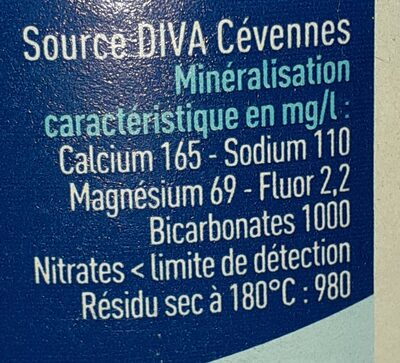 Source DIVA Cévennes
Minéralisation
caractéristique en mg/l :
Calcium 165 - Sodium 110
Magnésium 69 - Fluor 2,2
Bicarbonates 1000
Nitrates < limite de détection
Résidu sec à 180°C : 980